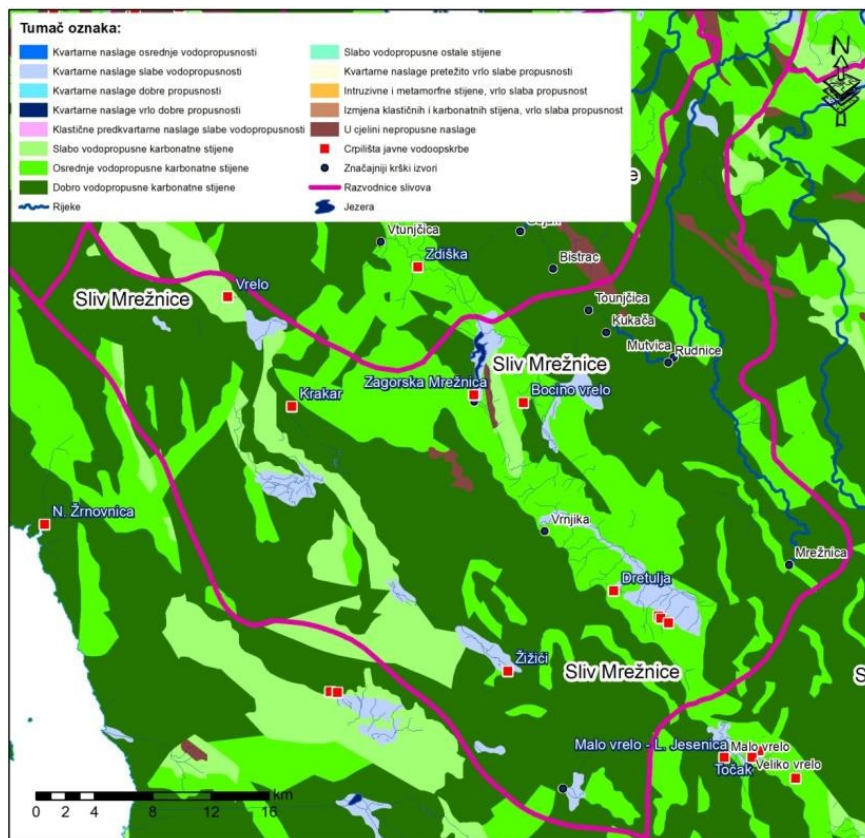 Tumač oznaka:
Kvartarne naslage osrednje vodopropusnosti
Kvartarne naslage slabe vodopropusnosti
Kvartarne naslage dobre propusnosti
Kvartarne naslage vrlo dobre propusnosti
Klastične predkvartarne naslage slabe vodopropusnosti
Slabo vodopropusne karbonatne stijene
Osrednje vodopropusne karbonatne stijene
Dobro vodopropusne karbonatne stijene
Rijeke
Slabo vodopropusne ostale stijene
Kvartarne naslage pretežito vrlo slabe propusnosti
Intruzivne i metamorfne stijene, vrlo slaba propusnost
Izmjena klastičnih i karbonatnih stijena, vrlo slaba propusnost
U cjelini nepropusne naslage
Crpilišta javne vodoopskrbe
Značajniji krški izvori
Razvodnice slivova
Jezera
N
Vtunjčica
Bistrac
Zdiška
Vrelo
Sliv Mrežnice
Tounjčica
Kukača
Mutvica
Rudnice
Sliv Mrežnice
Zagorska Mrežnica
Bocino vrelo
Krakar
N. Žrnovnica
Vrnjika
Mrežnica
Dretulja
Žižići
Sliv Mrežnice
S
Malo vrelo - L. Jesenica
Malo vrelo
Točak
Veliko vrelo
km
0 2 4 8 12 16